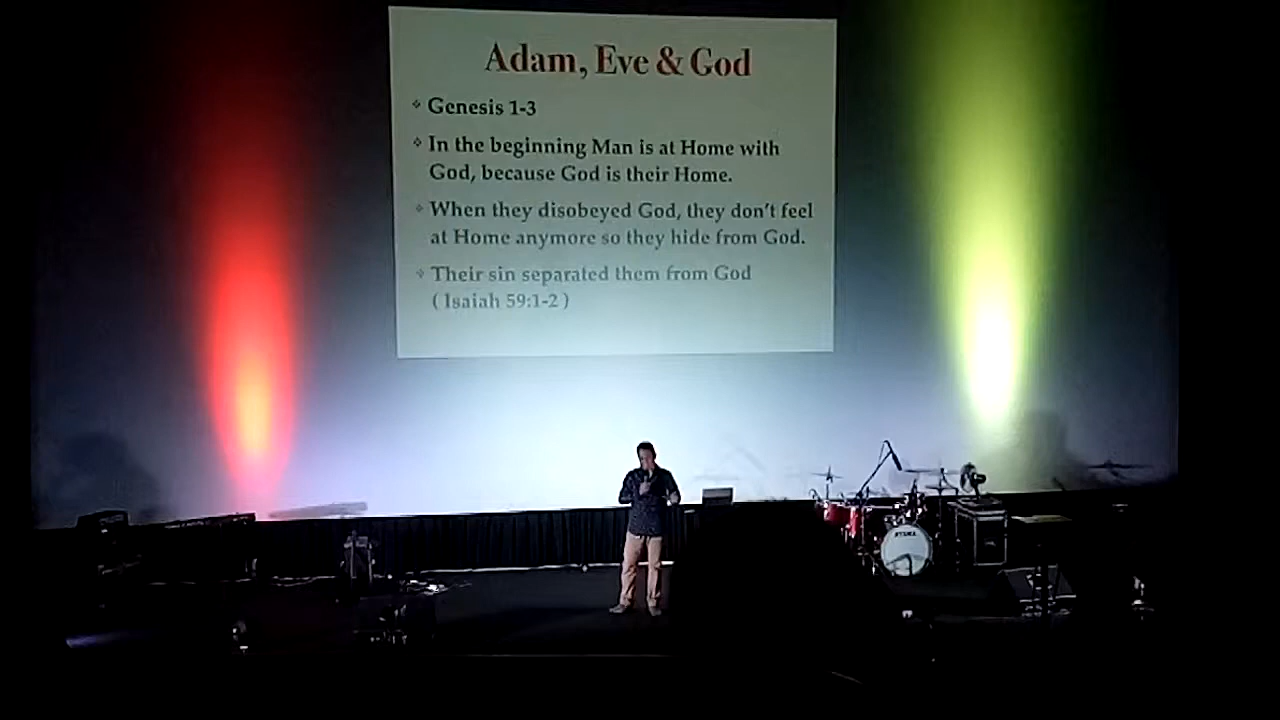 Adam, Eve & God
Genesis 1-3
In the beginning Man is at Home with
God, because God is their Home.
When they disobeyed God, they don't feel
at Home anymore so they hide from God.
Their sin separated them from God
( Isaiah 59:1-2 )
TAMA